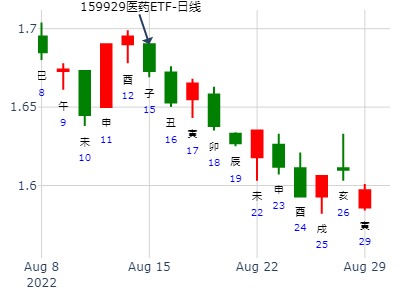 159929医药ETF-日线
1.7
1.65
1.6
巳
8
午
9
未
10
申
11
酉
12
子
15
丑
16
寅
17
卯
18
辰
19
未
22
申
23
酉
24
戌
25
亥
26
寅
29
Aug 8
2022
Aug 15
Aug 22
Aug 29